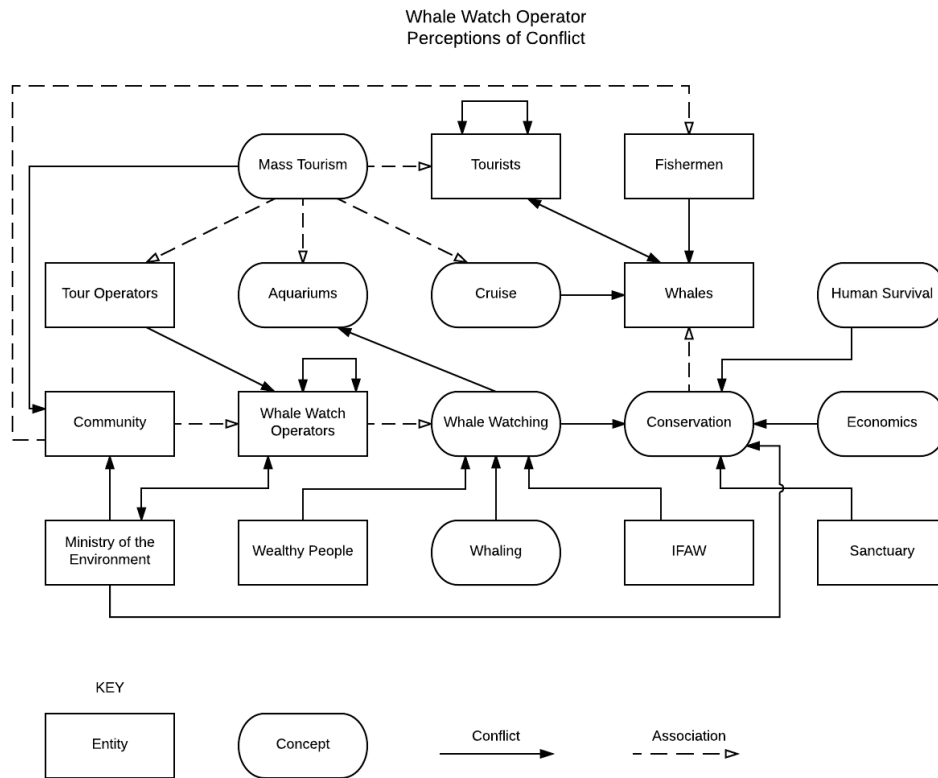 Whale Watch Operator
Perceptions of Conflict
Mass Tourism
Tourists
Fishermen
Tour Operators
Aquariums
Cruise
Whales
Human Survival
Community
Whale Watch
Operators
Whale Watching
Conservation
Economics
Ministry of the
Environment
Wealthy People
Whaling
IFAW
Sanctuary
KEY
Entity
Concept
Conflict
Association